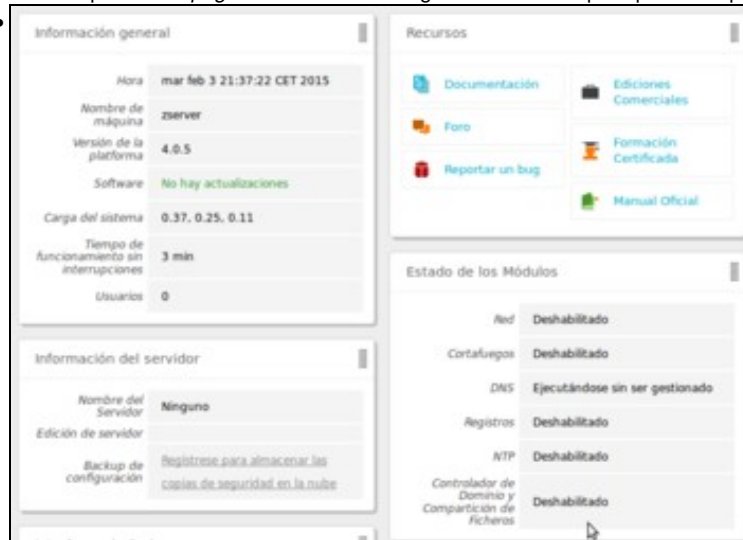 Información general
Hora mar feb 3 21:37:22 CET 2015
Nombre de
máquina zserver
Versión de la
platforma 4.0.5
Software No hay actualizaciones
Carga del sistema 0.37, 0.25, 0.11
Tiempo de
funcionamiento sin
interrupciones 3 min
Usuarios 0
Información del servidor
Nombre del
Servidor Ninguno
Edición de servidor
Backup de
configuración Regístrese para almacenar las
copias de seguridad en la nube
Recursos
Documentación
Foro
Reportar un bug
Ediciones
Comerciales
Formación
Certificada
Manual Oficial
Estado de los Módulos
Red Deshabilitado
Cortafuegos Deshabilitado
DNS Ejecutándose sin ser gestionado
Registros Deshabilitado
NTP Deshabilitado
Controlador de
Dominio y
Compartición de
Ficheros Deshabilitado